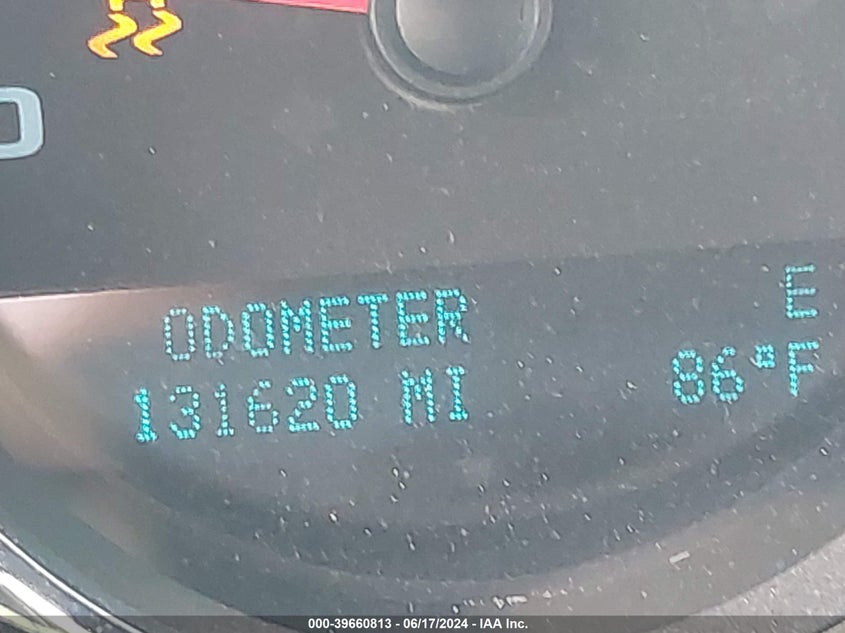 ODOMETER E
131620 MI 86°F
000-39660813 - 06/17/2024 - IAA Inc.